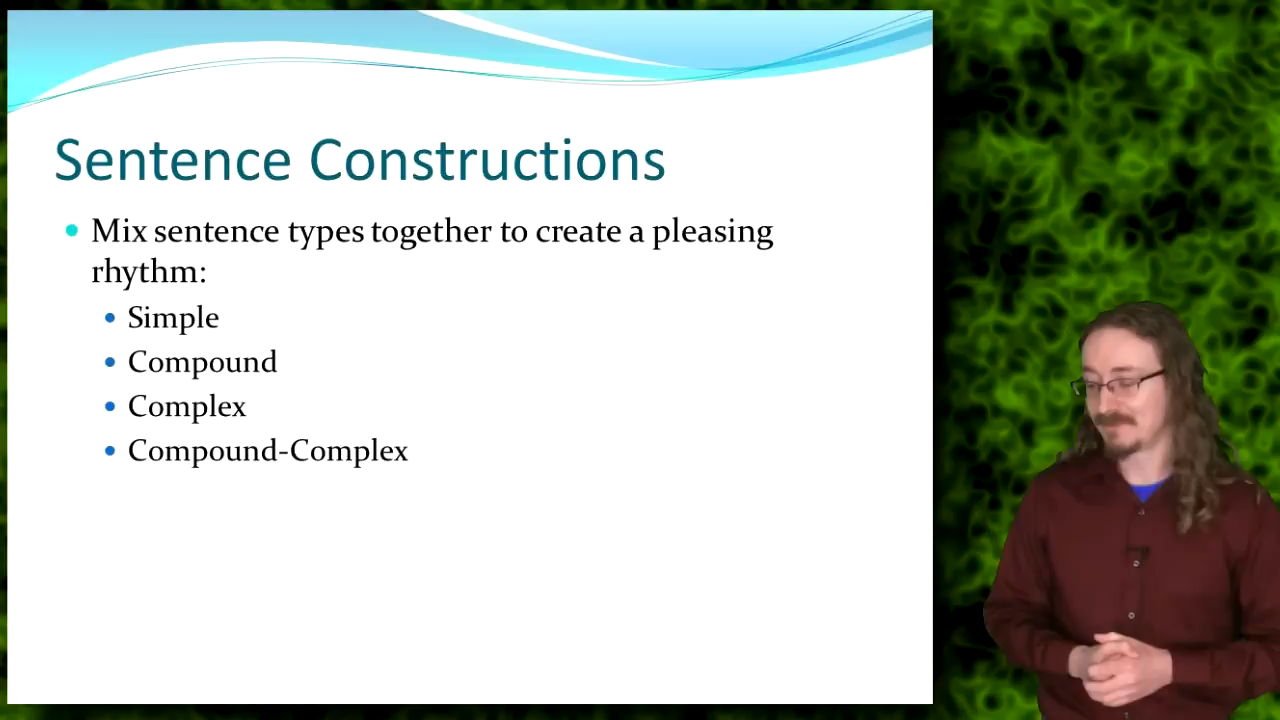 Sentence Constructions
Mix sentence types together to create a pleasing
rhythm:
Simple
Compound
Complex
Compound-Complex